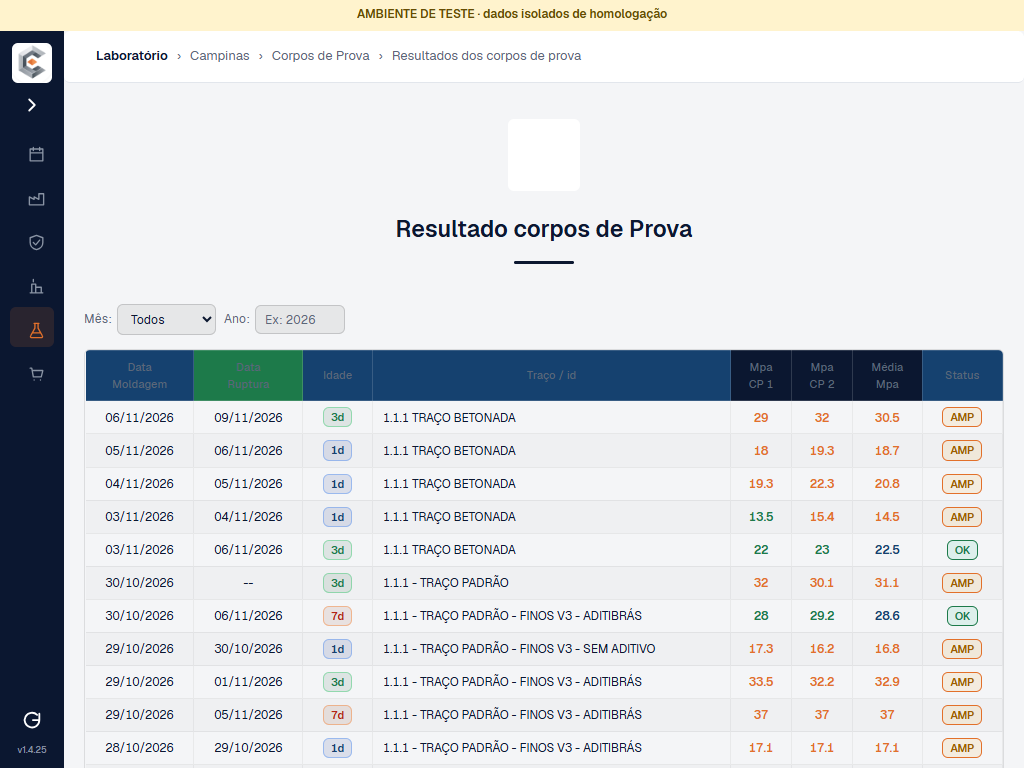 AMBIENTE DE TESTE · dados isolados de homologação
Laboratório › Campinas › Corpos de Prova › Resultados dos corpos de prova
Resultado corpos de Prova
Mês: Todos Ano: Ex: 2026
Data Moldagem Data Ruptura Idade Traço / id Mpa CP 1 Mpa CP 2 Média Mpa Status
06/11/2026 09/11/2026 3d 1.1.1 TRAÇO BETONADA 29 32 30.5 AMP
05/11/2026 06/11/2026 1d 1.1.1 TRAÇO BETONADA 18 19.3 18.7 AMP
04/11/2026 05/11/2026 1d 1.1.1 TRAÇO BETONADA 19.3 22.3 20.8 AMP
03/11/2026 04/11/2026 1d 1.1.1 TRAÇO BETONADA 13.5 15.4 14.5 AMP
03/11/2026 06/11/2026 3d 1.1.1 TRAÇO BETONADA 22 23 22.5 OK
30/10/2026 -- 3d 1.1.1 - TRAÇO PADRÃO 32 30.1 31.1 AMP
30/10/2026 06/11/2026 7d 1.1.1 - TRAÇO PADRÃO - FINOS V3 - ADITIBRÁS 28 29.2 28.6 OK
29/10/2026 30/10/2026 1d 1.1.1 - TRAÇO PADRÃO - FINOS V3 - SEM ADITIVO 17.3 16.2 16.8 AMP
29/10/2026 01/11/2026 3d 1.1.1 - TRAÇO PADRÃO - FINOS V3 - ADITIBRÁS 33.5 32.2 32.9 AMP
29/10/2026 05/11/2026 7d 1.1.1 - TRAÇO PADRÃO - FINOS V3 - ADITIBRÁS 37 37 37 AMP
28/10/2026 29/10/2026 1d 1.1.1 - TRAÇO PADRÃO - FINOS V3 - ADITIBRÁS 17.1 17.1 17.1 AMP
v1.4.25